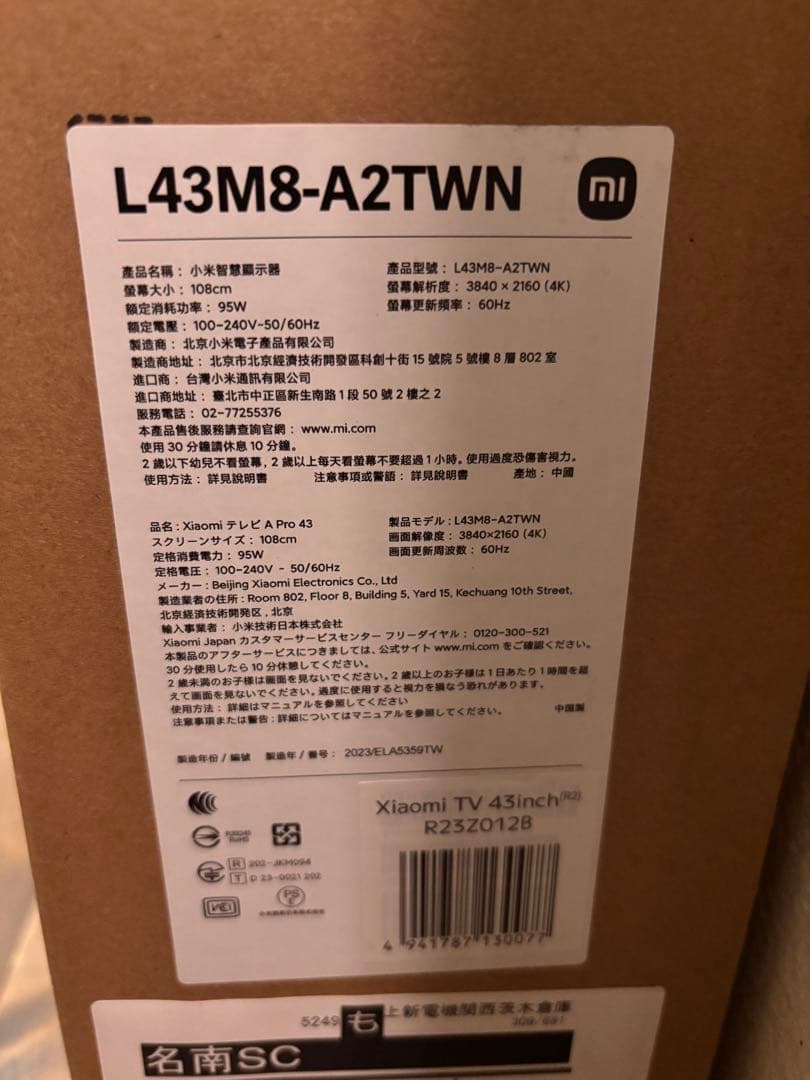 L43M8-A2TWN
mi
產品名稱：小米智慧顯示器 產品型號：L43M8-A2TWN
螢幕大小：108cm 螢幕解析度：3840 × 2160 (4K)
額定消耗功率：95W 螢幕更新頻率：60Hz
額定電壓：100-240V~50/60Hz
製造商：北京小米電子產品有限公司
製造商地址：北京市北京經濟技術開發區科創十街 15 號院 5 號樓 8 層 802 室
進口商：台灣小米通訊有限公司
進口商地址：臺北市中正區新生南路 1 段 50 號 2 樓之 2
服務電話：02-77255376
本產品售後服務請查詢官網：www.mi.com
使用 30 分鐘請休息 10 分鐘。
2 歲以下幼兒不看螢幕，2 歲以上每天看螢幕不要超過 1 小時。使用過度恐傷害視力。
使用方法：詳見說明書 注意事項或警語：詳見說明書 產地：中國
品名：Xiaomi テレビ A Pro 43 製品モデル：L43M8-A2TWN
スクリーンサイズ：108cm 画面解像度：3840×2160 (4K)
定格消費電力：95W 画面更新周波数：60Hz
定格電圧：100-240V ~ 50/60Hz
メーカー：Beijing Xiaomi Electronics Co., Ltd
製造業者の住所：Room 802, Floor 8, Building 5, Yard 15, Kechuang 10th Street,
北京経済技術開発区，北京
輸入事業者：小米技術日本株式会社
Xiaomi Japan カスタマーサービスセンター フリーダイヤル：0120-300-521
本製品のアフターサービスにつきましては、公式サイト www.mi.com をご確認ください。
30 分使用したら 10 分休憩してください。
2 歳未満のお子様は画面を見ないでください。2 歳以上のお子様は 1 日あたり 1 時間を超
えて画面を見ないでください。過度に使用すると視力を損なう恐れがあります。
使用方法：詳細はマニュアルを参照してください
注意事項または警告：詳細についてはマニュアルを参照してください。 中国製
製造年份 / 編號 製造年 / 番号：2023/ELA5359TW
Xiaomi TV 43inch(R2)
R23Z012B
RoHS
R 202-JKM094
T D 23-0021 202
PS
E
VCCI
4 941787 130077
5249 も 上新電機関西茨木倉庫
名南SC